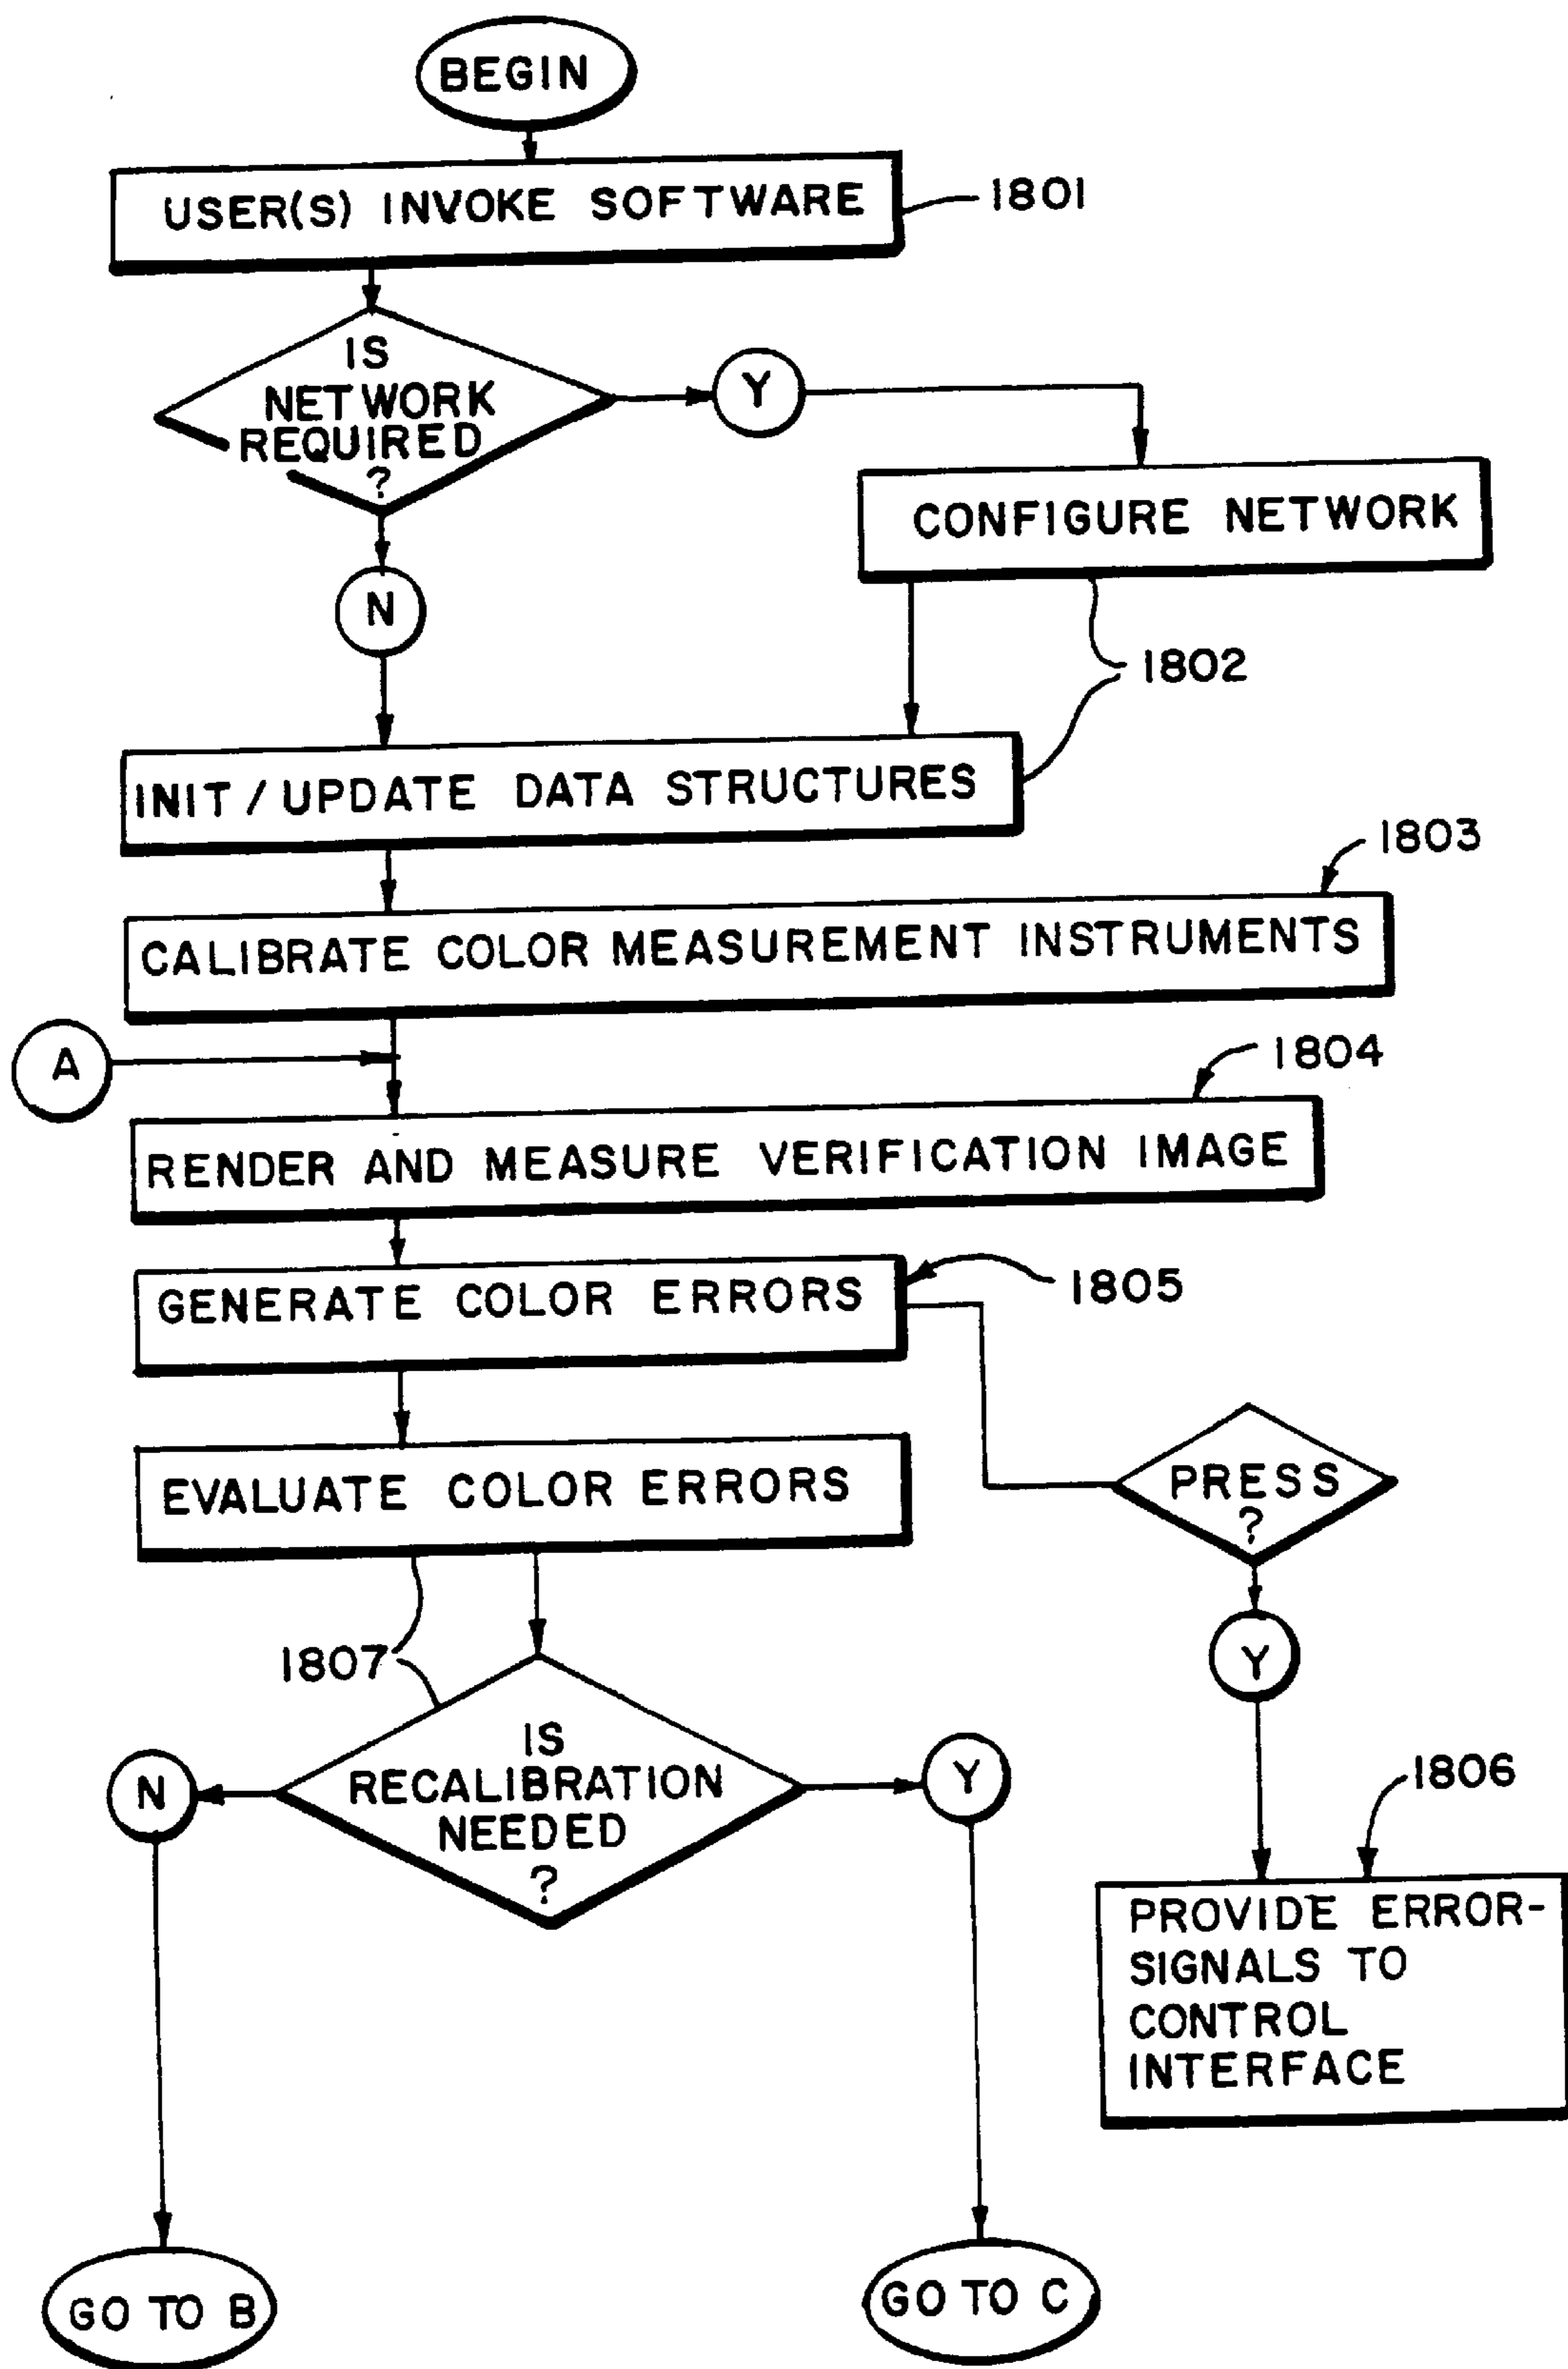 BEGIN
USER(S) INVOKE SOFTWARE
1801
IS
NETWORK
REQUIRED
?
Y
CONFIGURE NETWORK
N
1802
INIT / UPDATE DATA STRUCTURES
1803
CALIBRATE COLOR MEASUREMENT INSTRUMENTS
A
1804
RENDER AND MEASURE VERIFICATION IMAGE
GENERATE COLOR ERRORS
1805
EVALUATE COLOR ERRORS
PRESS
?
Y
1807
IS
RECALIBRATION
NEEDED
?
N
Y
1806
PROVIDE ERROR-
SIGNALS TO
CONTROL
INTERFACE
GO TO B
GO TO C